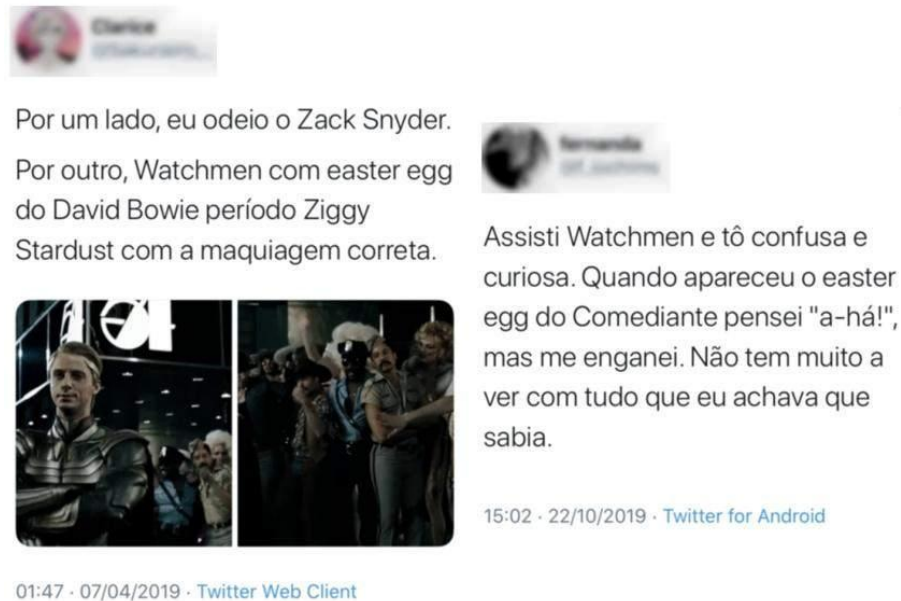 Clarice
Por um lado, eu odeio o Zack Snyder.
Por outro, Watchmen com easter egg
do David Bowie período Ziggy
Stardust com a maquiagem correta.
01:47 · 07/04/2019 · Twitter Web Client
fernanda
Assisti Watchmen e tô confusa e
curiosa. Quando apareceu o easter
egg do Comediante pensei "a-há!",
mas me enganei. Não tem muito a
ver com tudo que eu achava que
sabia.
15:02 · 22/10/2019 · Twitter for Android